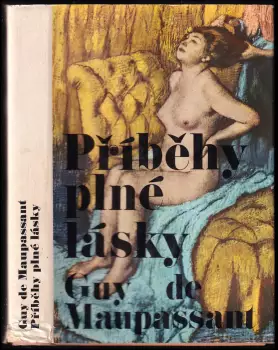 Guy de Maupassant
Příběhy plné lásky
Příběhy
plné
lásky
Guy de
Maupassant